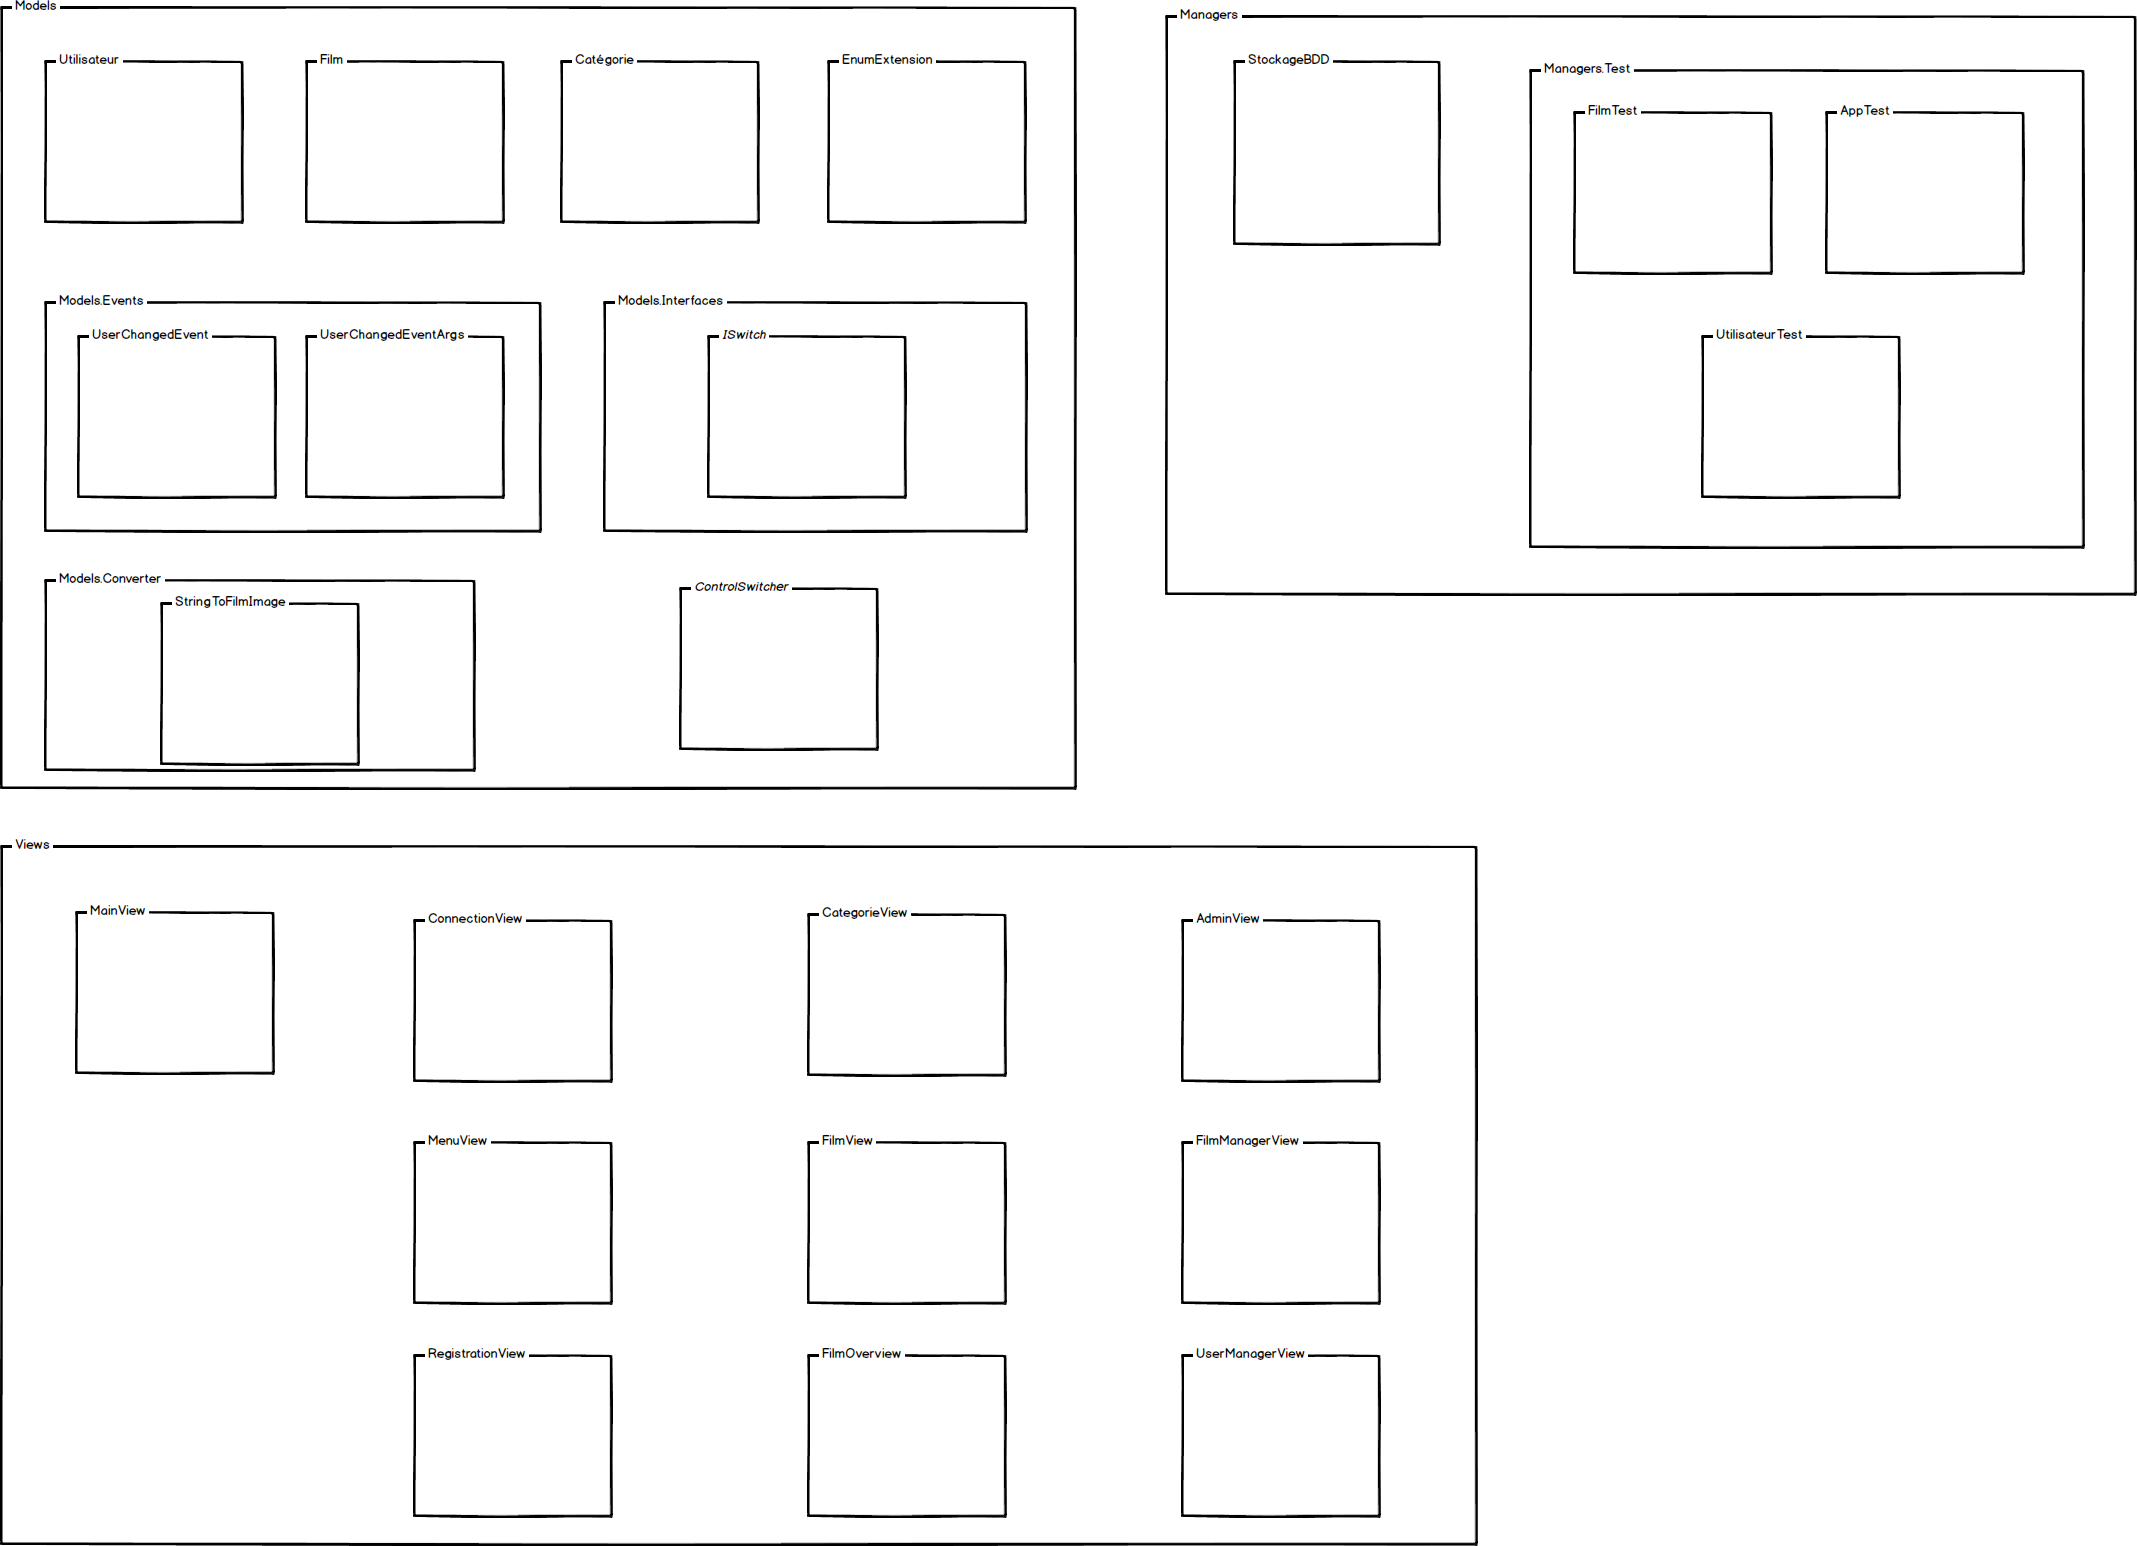 Models
Utilisateur
Film
Catégorie
EnumExtension
Models.Events
UserChangedEvent
UserChangedEventArgs
Models.Interfaces
ISwitch
Models.Converter
StringToFilmImage
ControlSwitcher
Managers
StockageBDD
Managers.Test
FilmTest
AppTest
UtilisateurTest
Views
MainView
ConnectionView
CategorieView
AdminView
MenuView
FilmView
FilmManagerView
RegistrationView
FilmOverview
UserManagerView